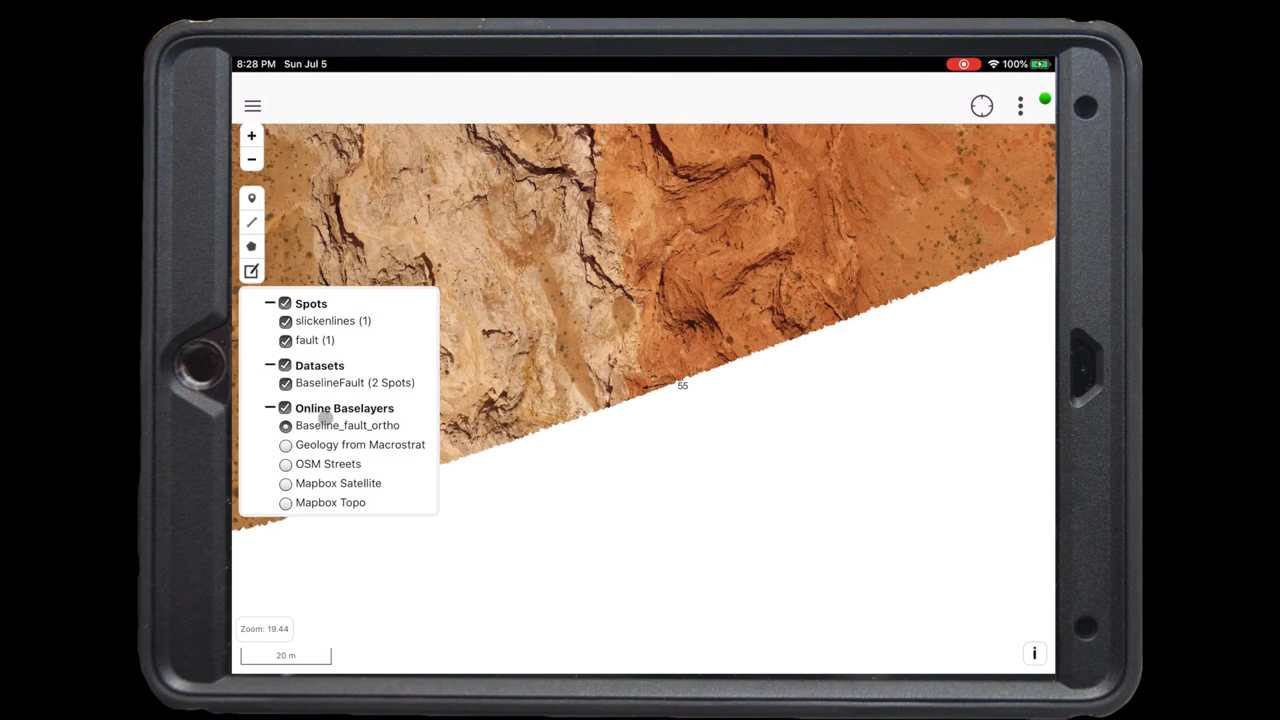 8:28 PM Sun Jul 5
100%
+
−
Spots
slickenlines (1)
fault (1)
Datasets
BaselineFault (2 Spots)
Online Baselayers
Baseline_fault_ortho
Geology from Macrostrat
OSM Streets
Mapbox Satellite
Mapbox Topo
55
Zoom: 19.44
20 m
i